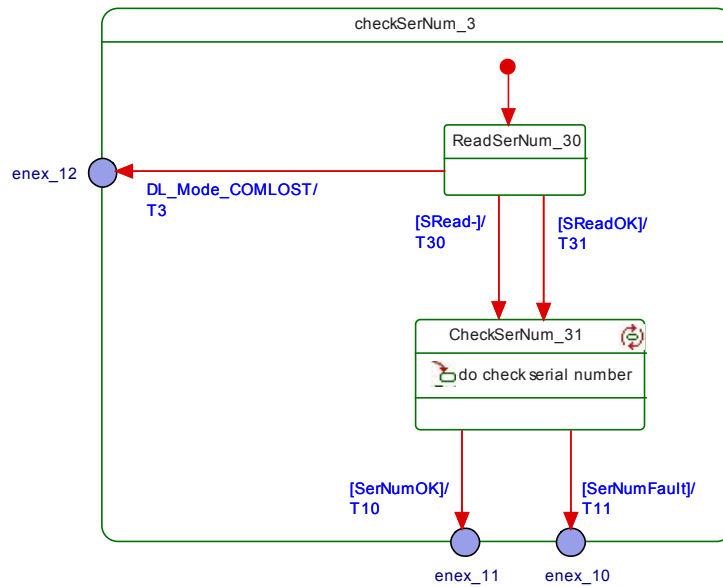 checkSerNum_3
ReadSerNum_30
enex_12
DL_Mode_COMLOST/
T3
[SRead-]/
T30
[SReadOK]/
T31
CheckSerNum_31
do check serial number
[SerNumOK]/
T10
[SerNumFault]/
T11
enex_11
enex_10